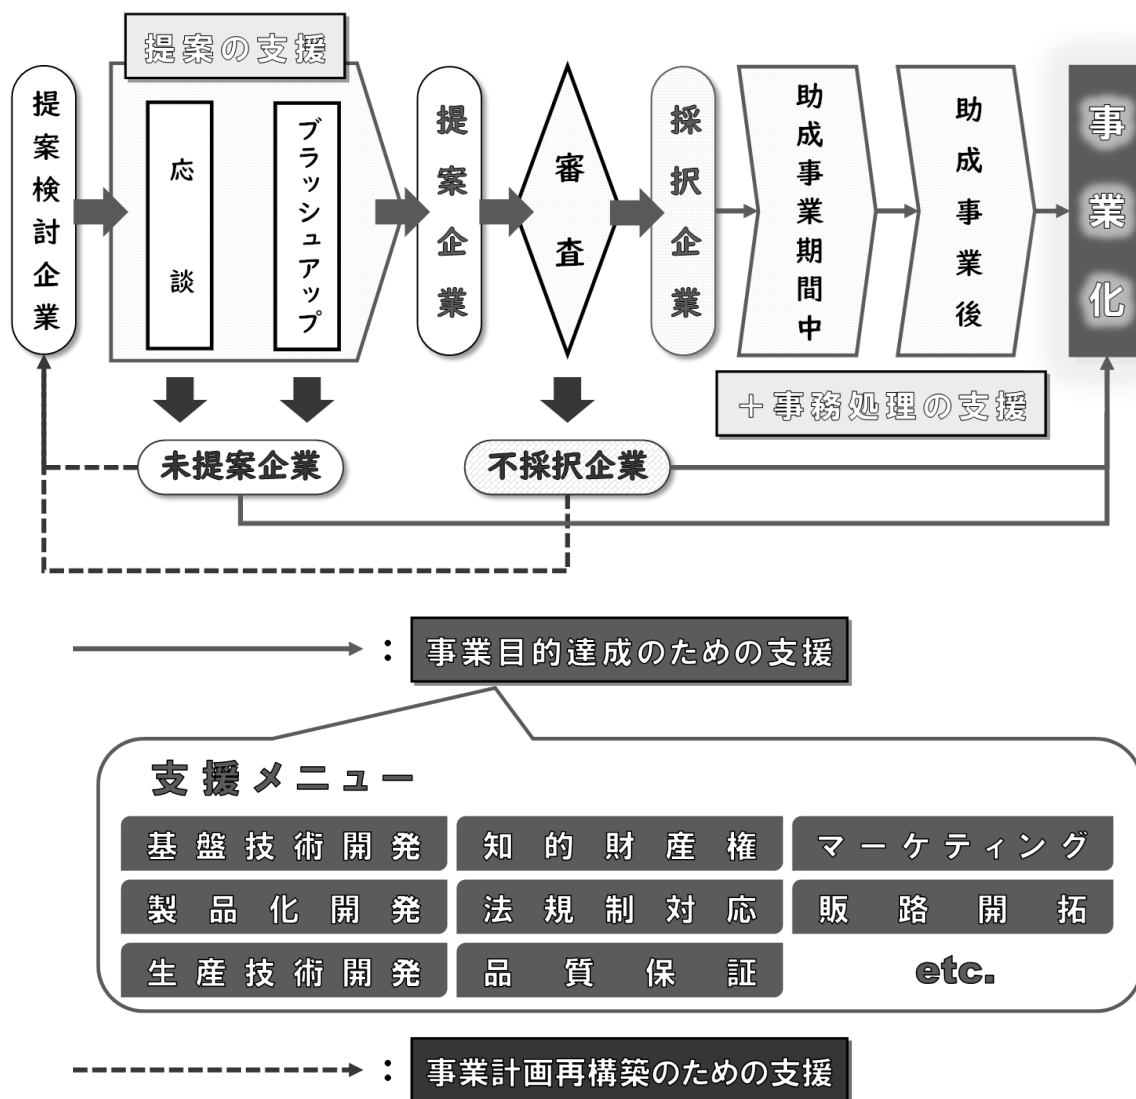 提案の支援
提案検討企業
応談
ブラッシュアップ
提案企業
審査
採択企業
助成事業期間中
助成事業後
事業化
＋事務処理の支援
未提案企業
不採択企業
：事業目的達成のための支援
支援メニュー
基盤技術開発 知的財産権 マーケティング
製品化開発 法規制対応 販路開拓
生産技術開発 品質保証 etc.
：事業計画再構築のための支援